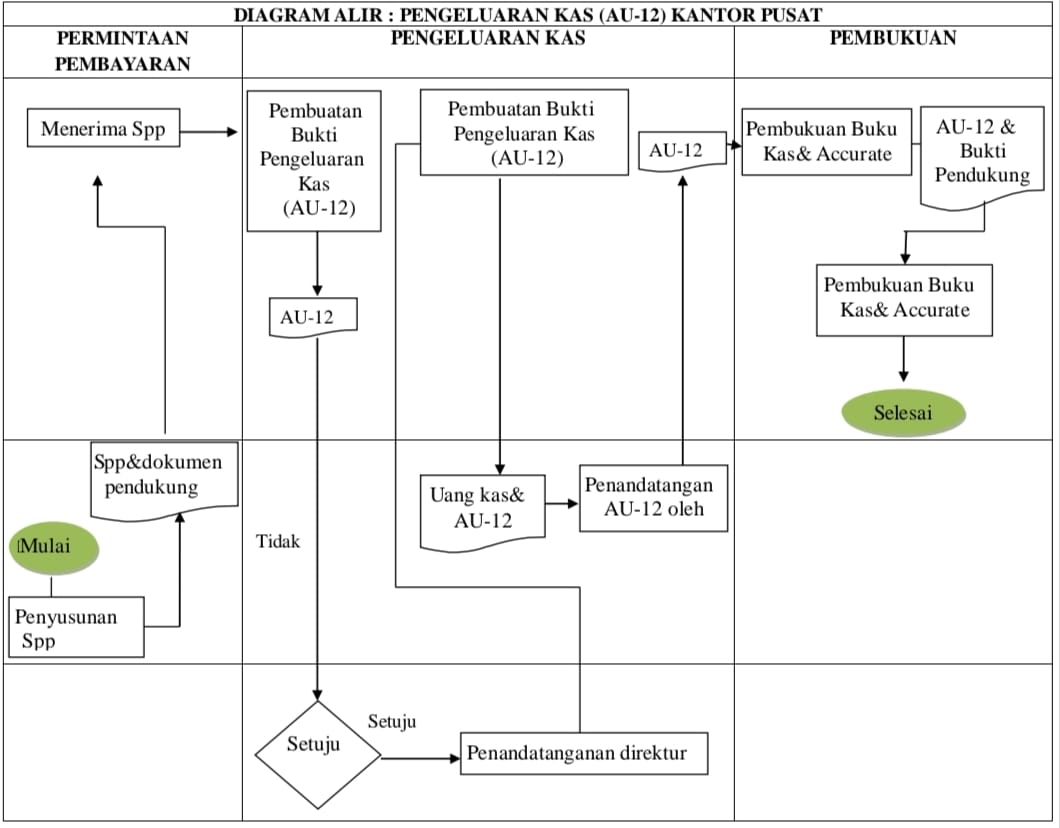 DIAGRAM ALIR : PENGELUARAN KAS (AU-12) KANTOR PUSAT
PERMINTAAN
PEMBAYARAN
PENGELUARAN KAS
PEMBUKUAN
Menerima Spp
Pembuatan
Bukti
Pengeluaran
Kas
(AU-12)
Pembuatan Bukti
Pengeluaran Kas
(AU-12)
AU-12
Pembukuan Buku
Kas& Accurate
AU-12 &
Bukti
Pendukung
AU-12
Pembukuan Buku
Kas& Accurate
Selesai
Spp&dokumen
pendukung
Mulai
Penyusunan
Spp
Tidak
Uang kas&
AU-12
Penandatangan
AU-12 oleh
Setuju
Setuju
Penandatanganan direktur